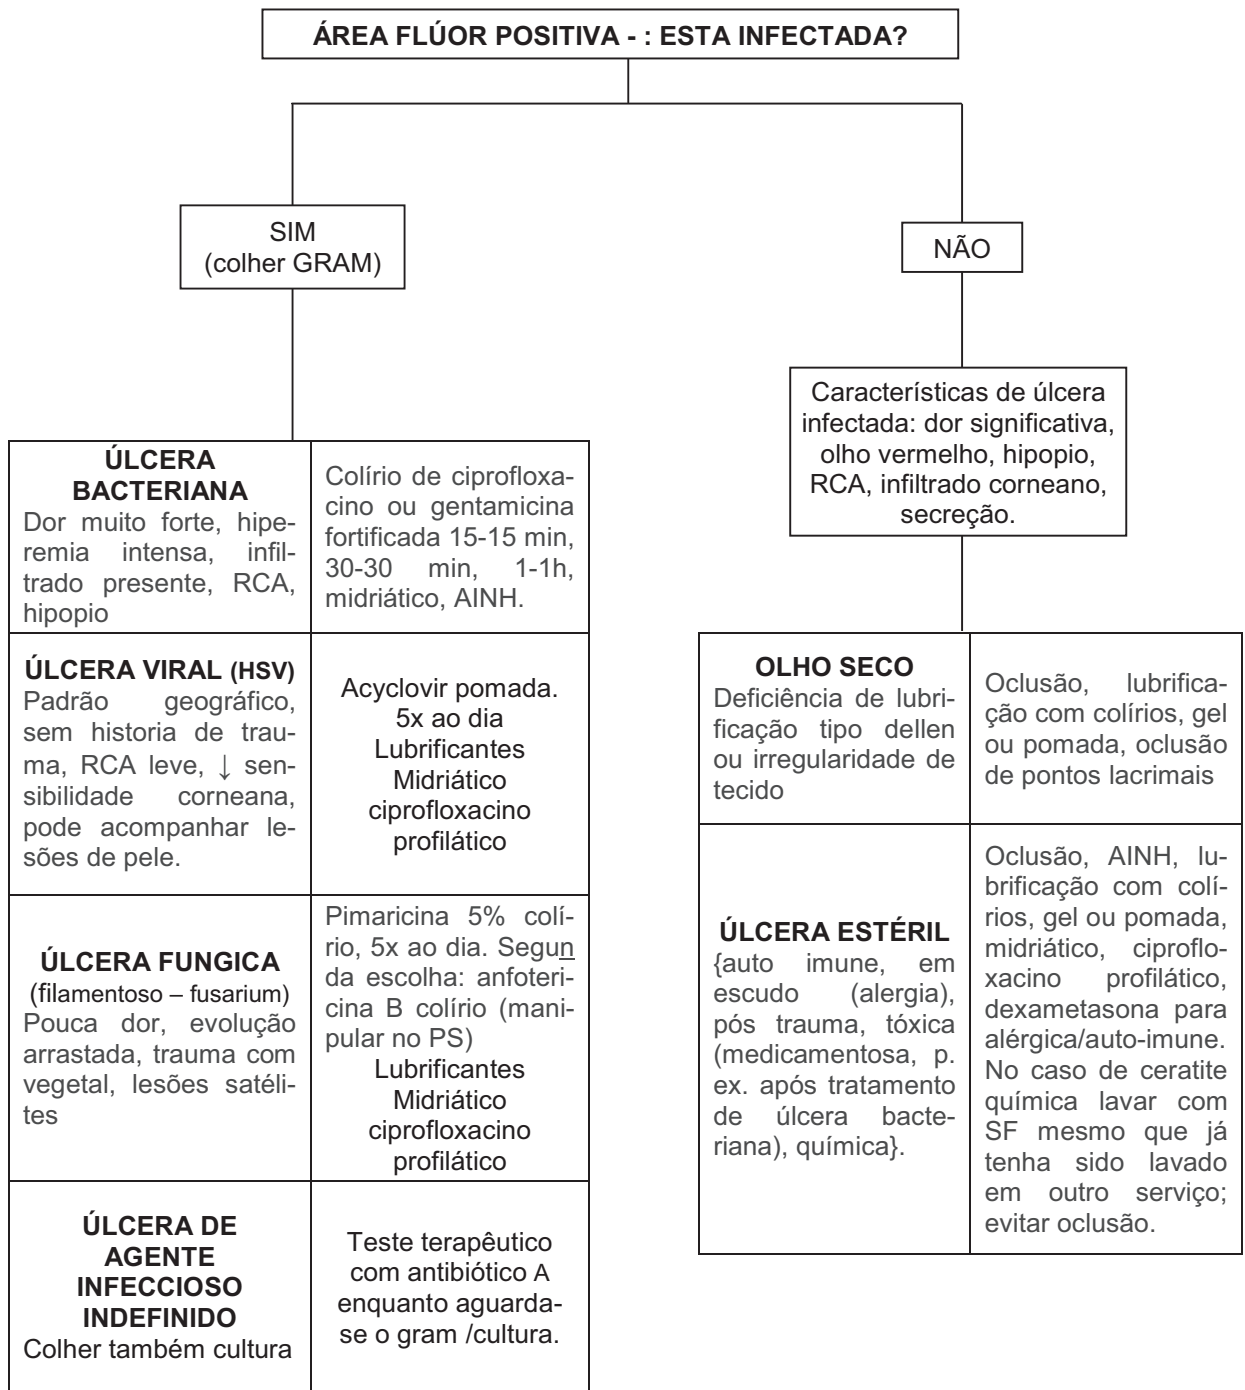 ÁREA FLÚOR POSITIVA - : ESTA INFECTADA?
SIM
(colher GRAM)
NÃO
Características de úlcera
infectada: dor significativa,
olho vermelho, hipopio,
RCA, infiltrado corneano,
secreção.
ÚLCERA
BACTERIANA
Dor muito forte, hipe-
remia intensa, infil-
trado presente, RCA,
hipopio
Colírio de ciprofloxa-
cino ou gentamicina
fortificada 15-15 min,
30-30 min, 1-1h,
midriático, AINH.
ÚLCERA VIRAL (HSV)
Padrão geográfico,
sem historia de trau-
ma, RCA leve, ↓ sen-
sibilidade corneana,
pode acompanhar le-
sões de pele.
Acyclovir pomada.
5x ao dia
Lubrificantes
Midriático
ciprofloxacino
profilático
ÚLCERA FUNGICA
(filamentoso – fusarium)
Pouca dor, evolução
arrastada, trauma com
vegetal, lesões satéli-
tes
Pimaricina 5% colí-
rio, 5x ao dia. Segun
da escolha: anfoteri-
cina B colírio (mani-
pular no PS)
Lubrificantes
Midriático
ciprofloxacino
profilático
ÚLCERA DE
AGENTE
INFECCIOSO
INDEFINIDO
Colher também cultura
Teste terapêutico
com antibiótico A
enquanto aguarda-
se o gram /cultura.
OLHO SECO
Deficiência de lubri-
ficação tipo dellen
ou irregularidade de
tecido
Oclusão, lubrifica-
ção com colírios, gel
ou pomada, oclusão
de pontos lacrimais
ÚLCERA ESTÉRIL
{auto imune, em
escudo (alergia),
pós trauma, tóxica
(medicamentosa, p.
ex. após tratamento
de úlcera bacte-
riana), química}.
Oclusão, AINH, lu-
brificação com colí-
rios, gel ou pomada,
midriático, ciproflo-
xacino profilático,
dexametasona para
alérgica/auto-imune.
No caso de ceratite
química lavar com
SF mesmo que já
tenha sido lavado
em outro serviço;
evitar oclusão.